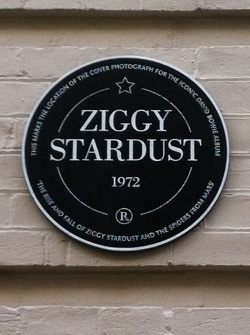 THIS MARKS THE LOCATION OF THE COVER PHOTOGRAPH FOR THE ICONIC DAVID BOWIE ALBUM
ZIGGY
STARDUST
1972
R
"THE RISE AND FALL OF ZIGGY STARDUST AND THE SPIDERS FROM MARS"